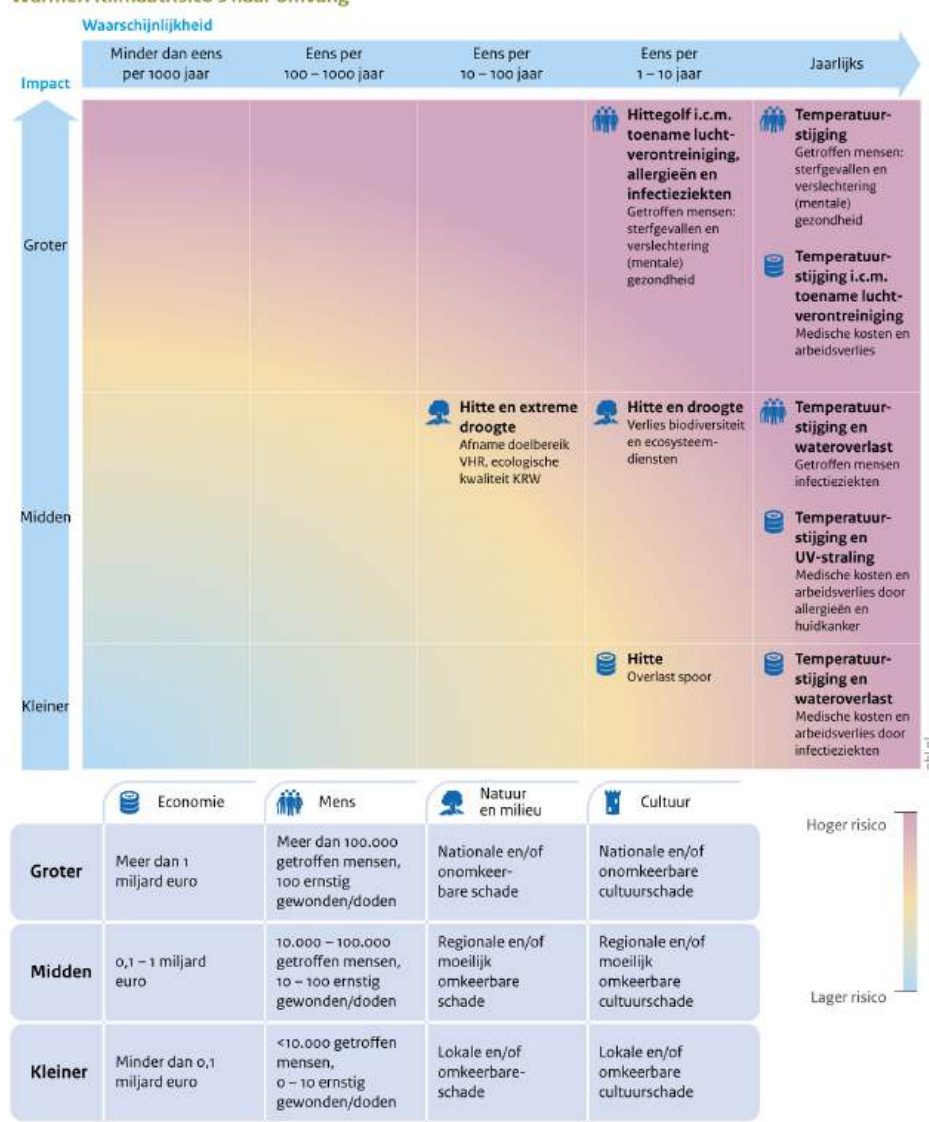 Waarschijnlijkheid
Minder dan eens
per 1000 jaar
Eens per
100 – 1000 jaar
Eens per
10 – 100 jaar
Eens per
1 – 10 jaar
Jaarlijks
Impact
Groter
Hittegolf i.c.m.
toename lucht-
verontreiniging,
allergieën en
infectieziekten
Getroffen mensen:
sterfgevallen en
verslechtering
(mentale)
gezondheid
Temperatuur-
stijging
Getroffen mensen:
sterfgevallen en
verslechtering
(mentale)
gezondheid
Temperatuur-
stijging i.c.m.
toename lucht-
verontreiniging
Medische kosten en
arbeidsverlies
Midden
Hitte en extreme
droogte
Afname doelbereik
VHR, ecologische
kwaliteit KRW
Hitte en droogte
Verlies biodiversiteit
en ecosysteem-
diensten
Temperatuur-
stijging en
wateroverlast
Getroffen mensen
infectieziekten
Temperatuur-
stijging en
UV-straling
Medische kosten en
arbeidsverlies door
allergieën en
huidkanker
Kleiner
Hitte
Overlast spoor
Temperatuur-
stijging en
wateroverlast
Medische kosten en
arbeidsverlies door
infectieziekten
Economie
Mens
Natuur
en milieu
Cultuur
Groter
Meer dan 1
miljard euro
Meer dan 100.000
getroffen mensen,
100 ernstig
gewonden/doden
Nationale en/of
onomkeer-
bare schade
Nationale en/of
onomkeerbare
cultuurschade
Midden
0,1 – 1 miljard
euro
10.000 – 100.000
getroffen mensen,
10 – 100 ernstig
gewonden/doden
Regionale en/of
moeilijk
omkeerbare
schade
Regionale en/of
moeilijk
omkeerbare
cultuurschade
Kleiner
Minder dan 0,1
miljard euro
<10.000 getroffen
mensen,
0 – 10 ernstig
gewonden/doden
Lokale en/of
omkeerbare-
schade
Lokale en/of
omkeerbare
cultuurschade
Hoger risico
Lager risico